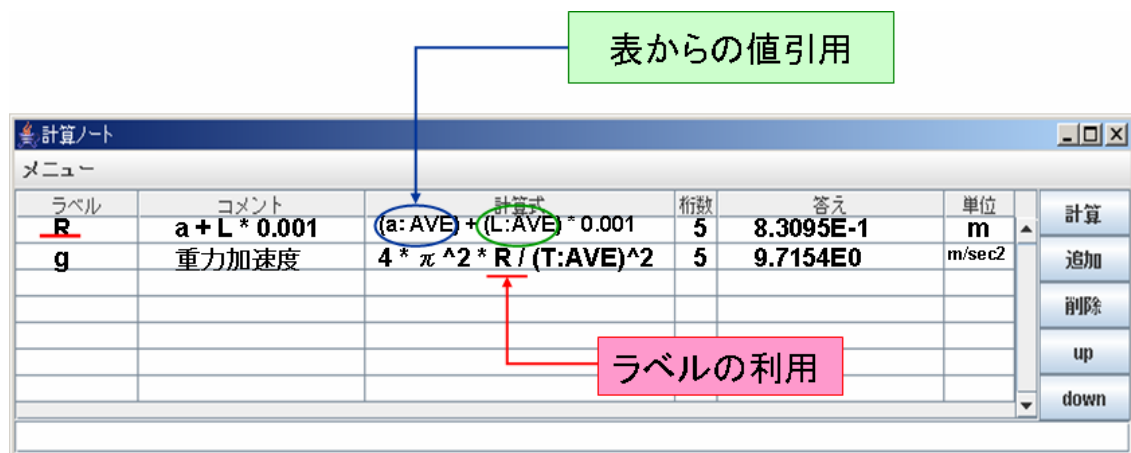 表からの値引用
計算ノート
メニュー
ラベル コメント 計算式 桁数 答え 単位 計算
R a + L * 0.001 (a: AVE) + (L:AVE) * 0.001 5 8.3095E-1 m
g 重力加速度 4 * π ^2 * R / (T:AVE)^2 5 9.7154E0 m/sec2 追加
削除
ラベルの利用 up
down